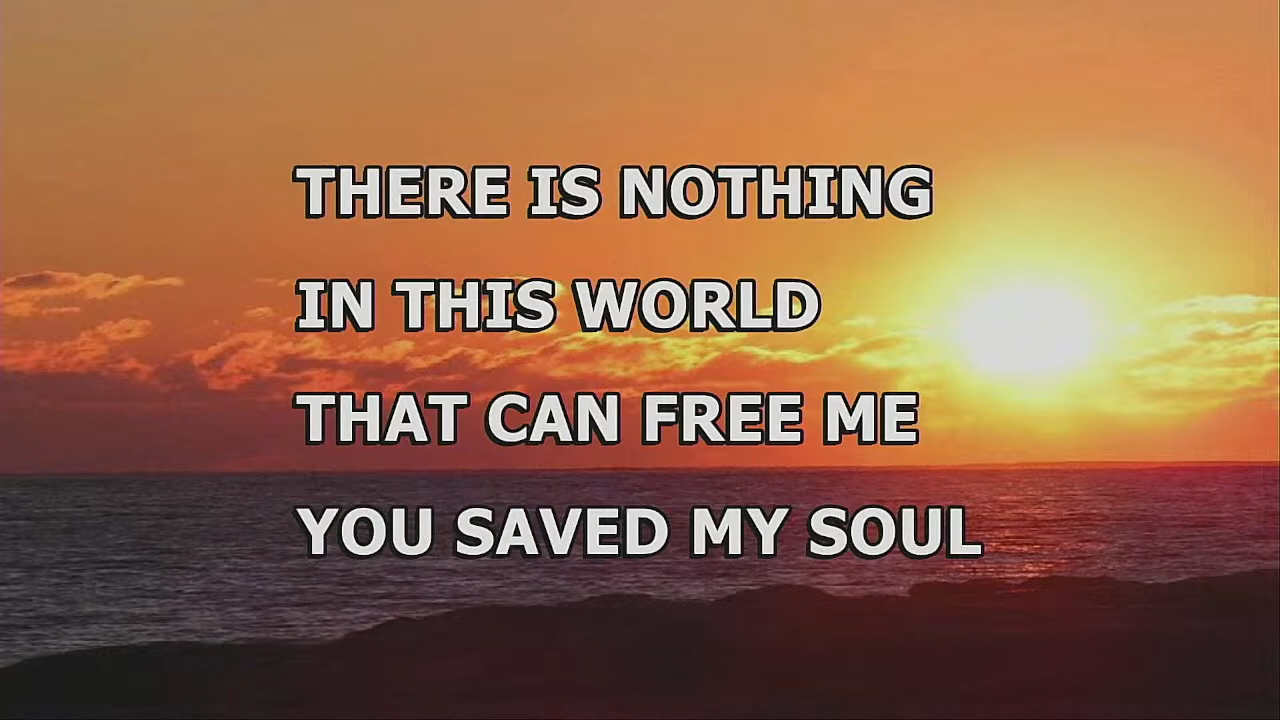 THERE IS NOTHING
IN THIS WORLD
THAT CAN FREE ME
YOU SAVED MY SOUL